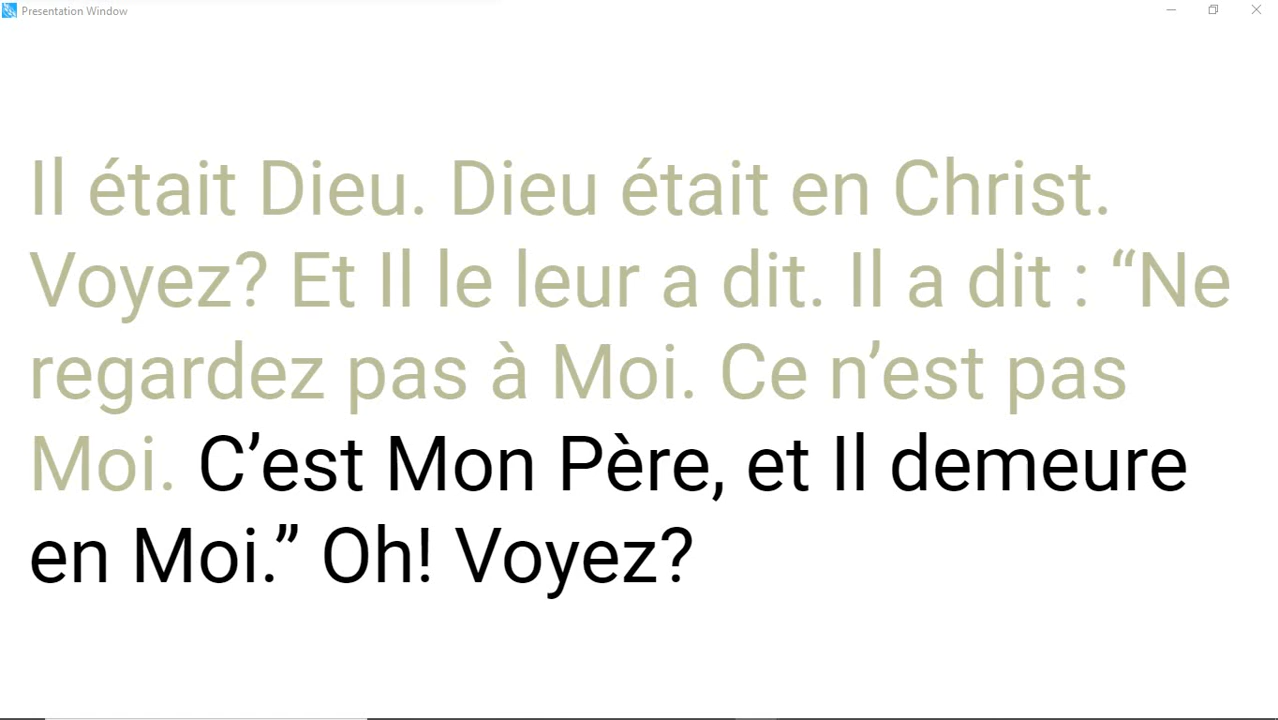 Presentation Window
Il était Dieu. Dieu était en Christ.
Voyez? Et Il le leur a dit. Il a dit : “Ne
regardez pas à Moi. Ce n’est pas
Moi. C’est Mon Père, et Il demeure
en Moi.” Oh! Voyez?